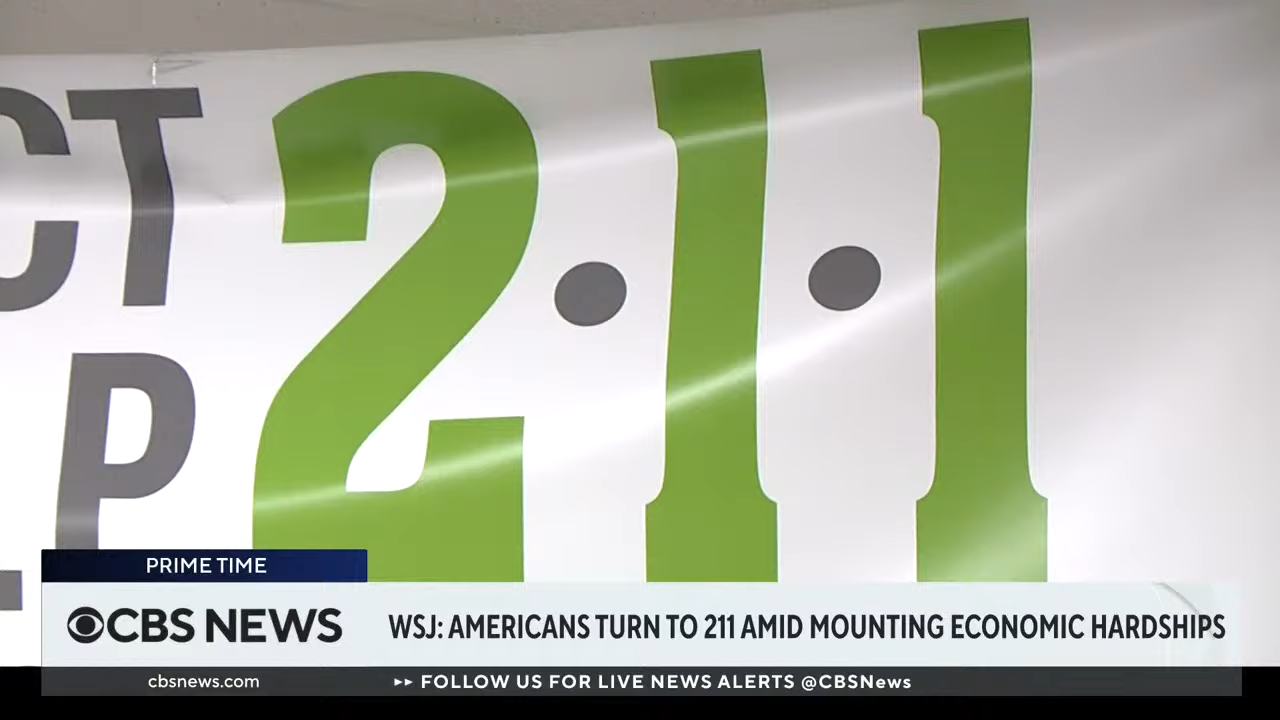 CT
2·1·1
LP
PRIME TIME
CBS NEWS
WSJ: AMERICANS TURN TO 211 AMID MOUNTING ECONOMIC HARDSHIPS
cbsnews.com
FOLLOW US FOR LIVE NEWS ALERTS @CBSNews